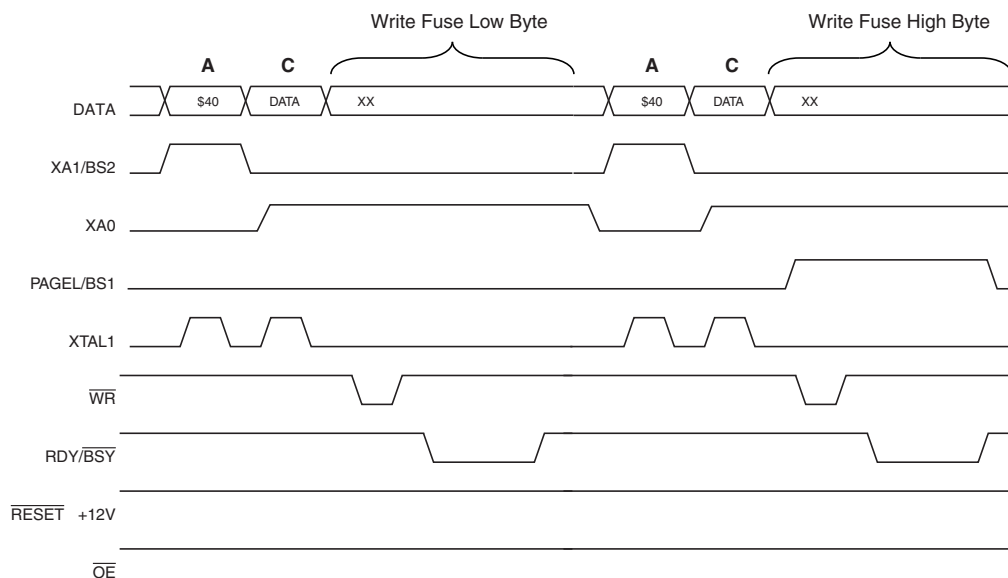 Write Fuse Low Byte Write Fuse High Byte
A C A C
DATA $40 DATA XX $40 DATA XX
XA1/BS2
XA0
PAGEL/BS1
XTAL1
WR
RDY/BSY
RESET +12V
OE